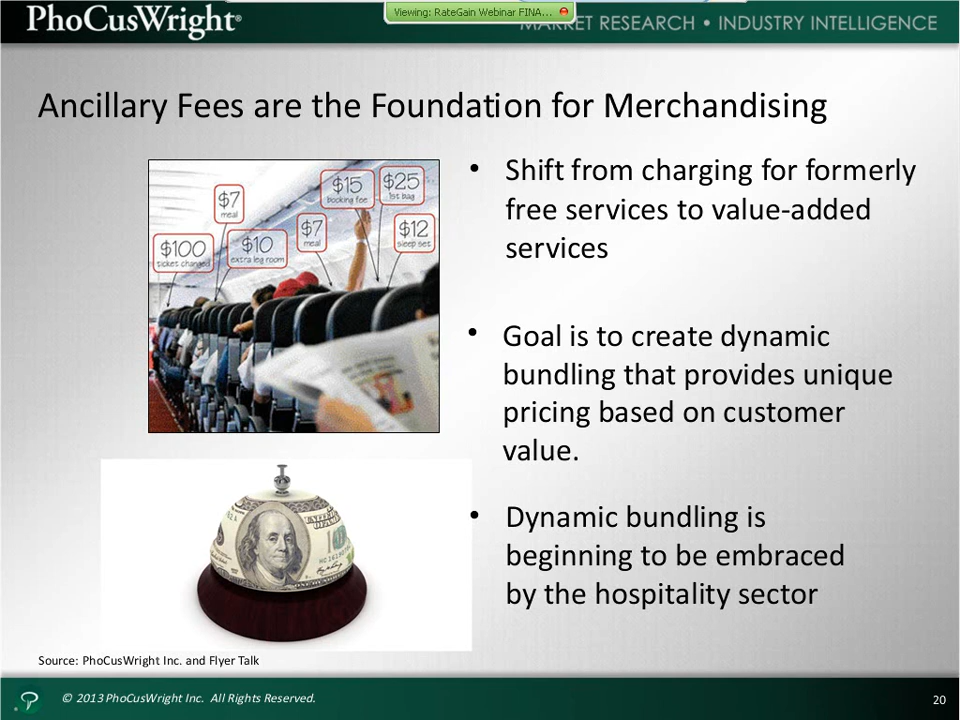 PhoCusWright®
Viewing: RateGain Webinar FINA...
MARKET RESEARCH • INDUSTRY INTELLIGENCE
Ancillary Fees are the Foundation for Merchandising
$7
meal
$15
booking fee
$25
1st bag
$100
ticket changed
$10
extra leg room
$7
meal
$12
sleep set
• Shift from charging for formerly
free services to value-added
services
• Goal is to create dynamic
bundling that provides unique
pricing based on customer
value.
• Dynamic bundling is
beginning to be embraced
by the hospitality sector
Source: PhoCusWright Inc. and Flyer Talk
© 2013 PhoCusWright Inc. All Rights Reserved.
20